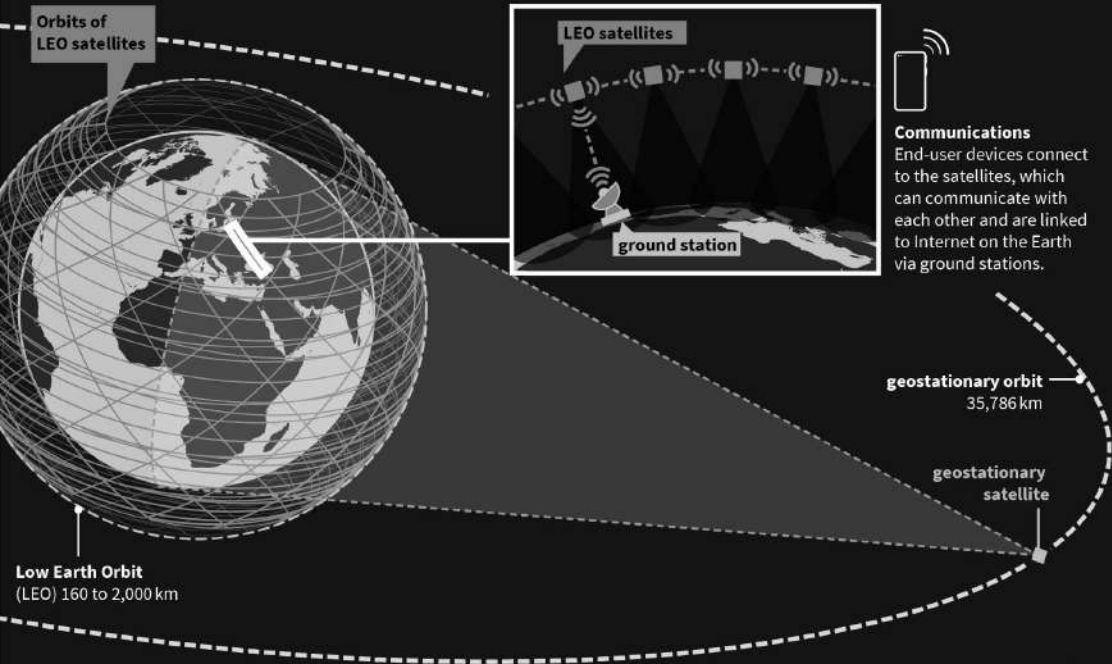 Orbits of
LEO satellites
LEO satellites
ground station
Communications
End-user devices connect
to the satellites, which
can communicate with
each other and are linked
to Internet on the Earth
via ground stations.
geostationary orbit
35,786 km
geostationary
satellite
Low Earth Orbit
(LEO) 160 to 2,000 km